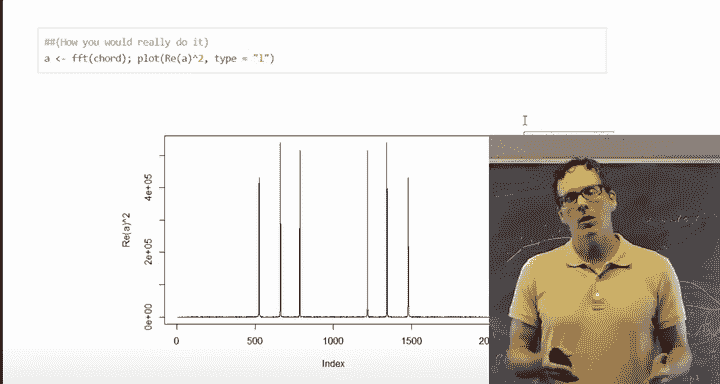 ##(How you would really do it)
a <- fft(chord); plot(Re(a)^2, type = "l")
Re(a)^2
4e+05
2e+05
0e+00
0
500
1000
1500
Index